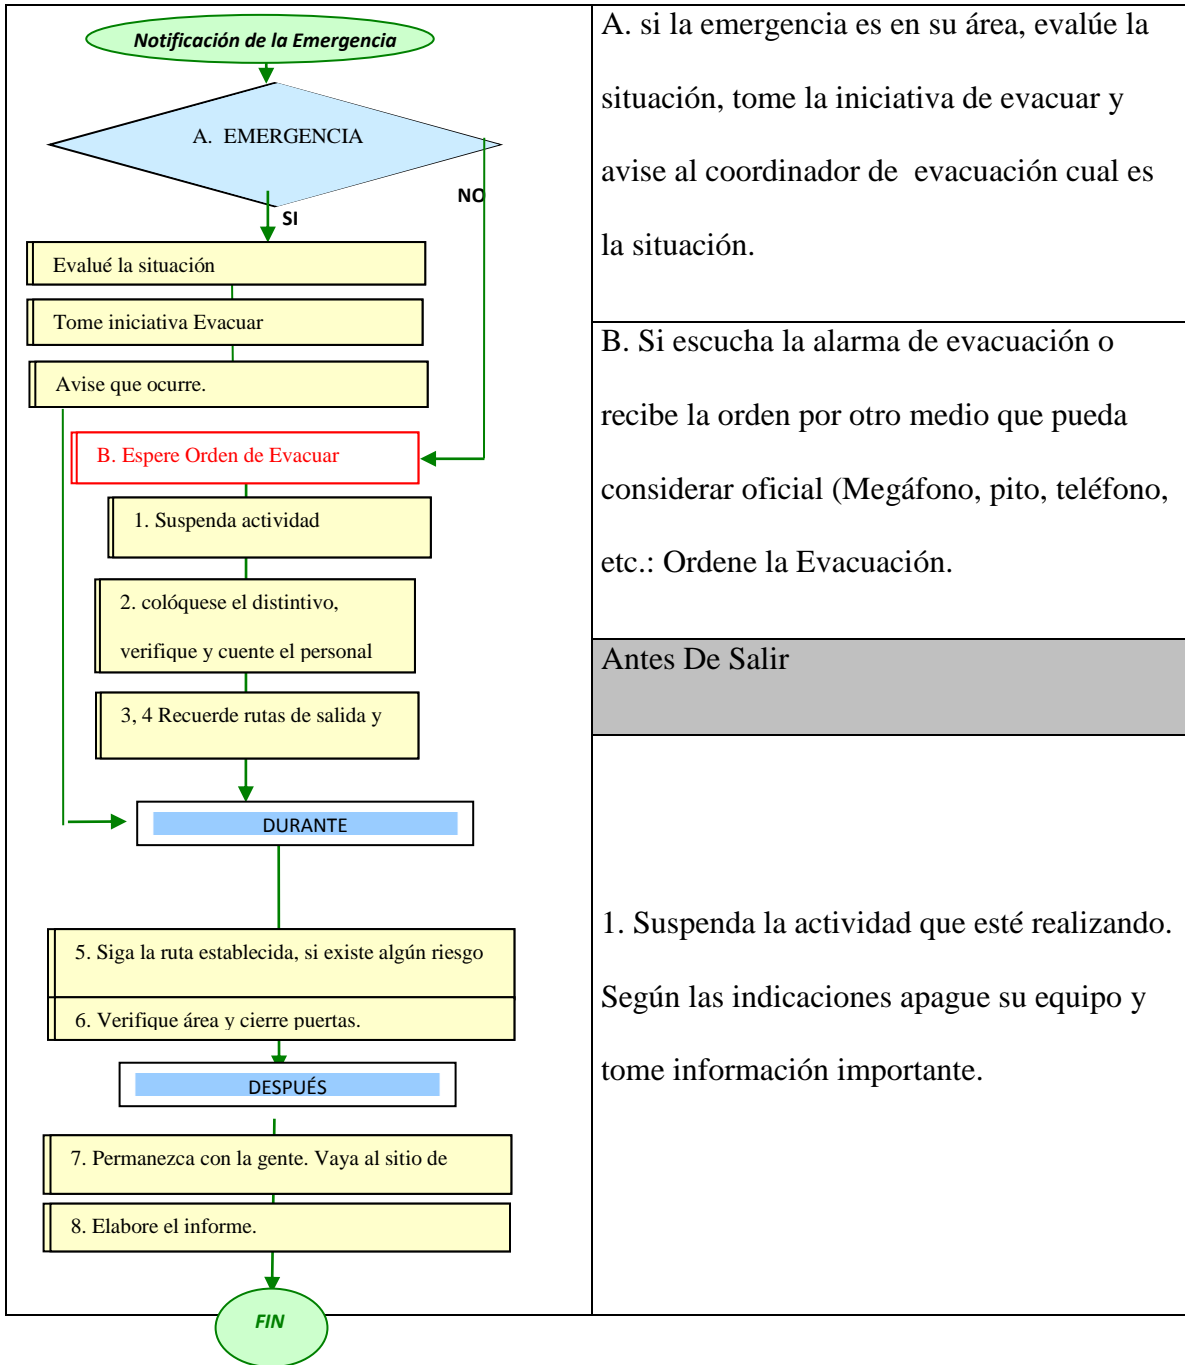 Notificación de la Emergencia
A. EMERGENCIA
NO
SI
Evalué la situación
Tome iniciativa Evacuar
Avise que ocurre.
B. Espere Orden de Evacuar
1. Suspenda actividad
2. colóquese el distintivo,
verifique y cuente el personal
3, 4 Recuerde rutas de salida y
DURANTE
5. Siga la ruta establecida, si existe algún riesgo
6. Verifique área y cierre puertas.
DESPUÉS
7. Permanezca con la gente. Vaya al sitio de
8. Elabore el informe.
FIN
A. si la emergencia es en su área, evalúe la
situación, tome la iniciativa de evacuar y
avise al coordinador de evacuación cual es
la situación.
B. Si escucha la alarma de evacuación o
recibe la orden por otro medio que pueda
considerar oficial (Megáfono, pito, teléfono,
etc.: Ordene la Evacuación.
Antes De Salir
1. Suspenda la actividad que esté realizando.
Según las indicaciones apague su equipo y
tome información importante.